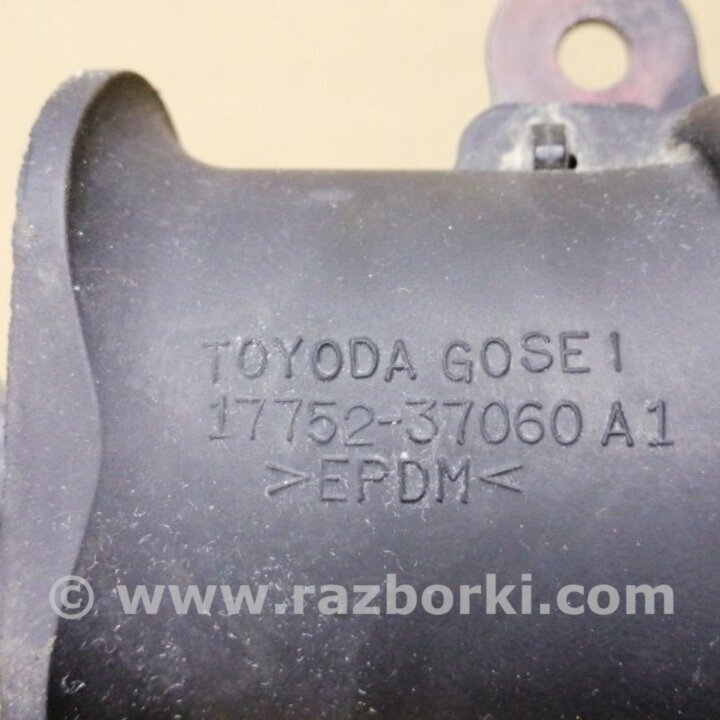 TOYODA GOSEI
17752-37060 A1
>EPDM<
© www.razborki.com